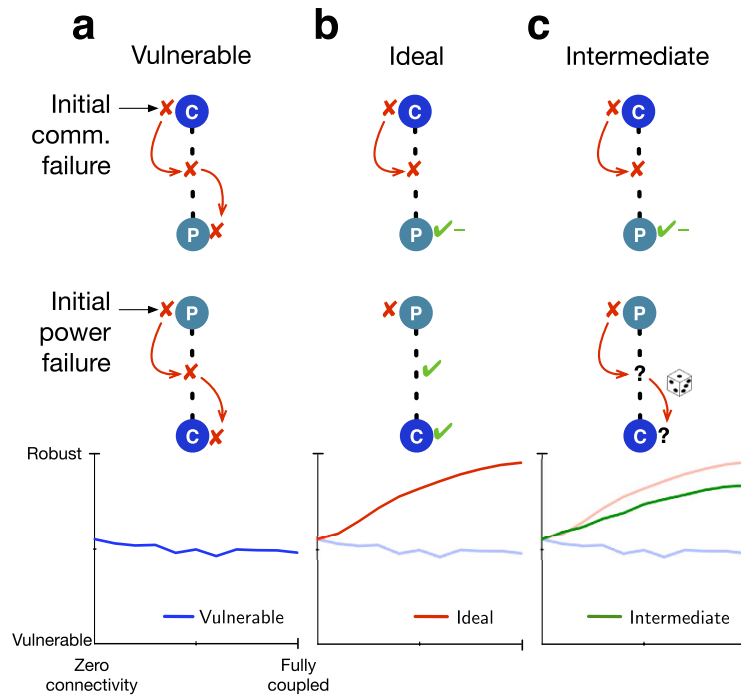 a
Vulnerable
b
Ideal
c
Intermediate
Initial
comm.
failure
C
P
C
P
C
P
Initial
power
failure
P
C
P
C
P
?
C
?
Robust
Vulnerable
Vulnerable
Ideal
Intermediate
Zero
connectivity
Fully
coupled